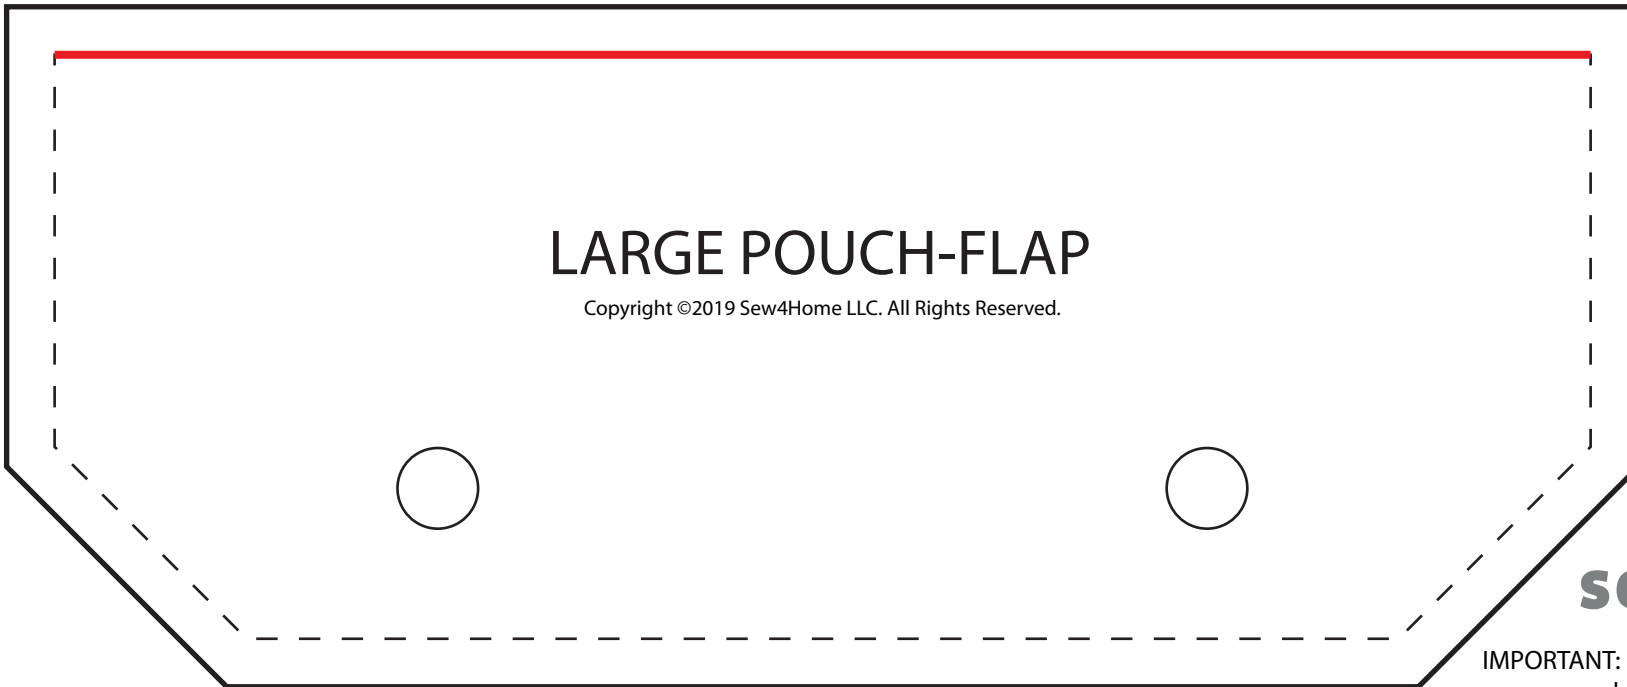 LARGE POUCH-FLAP
Copyright ©2019 Sew4Home LLC. All Rights Reserved.
IMPORTANT: